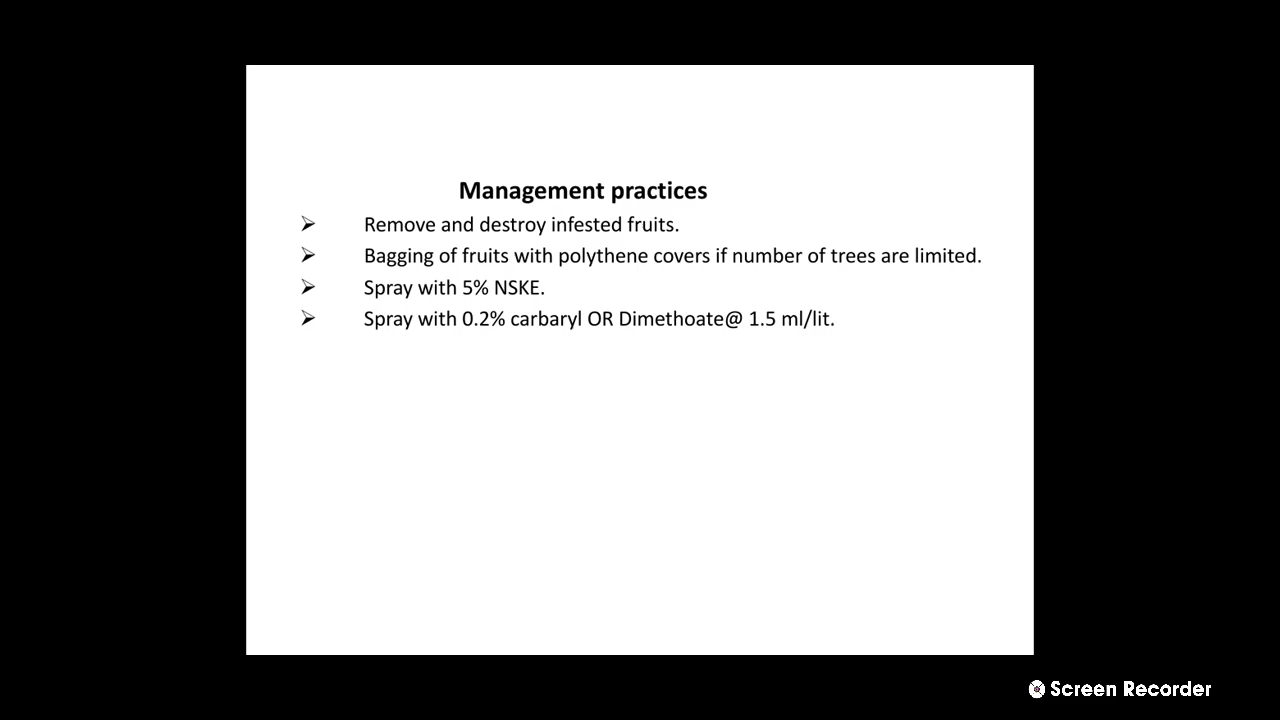 Management practices
➢ Remove and destroy infested fruits.
➢ Bagging of fruits with polythene covers if number of trees are limited.
➢ Spray with 5% NSKE.
➢ Spray with 0.2% carbaryl OR Dimethoate@ 1.5 ml/lit.
Screen Recorder